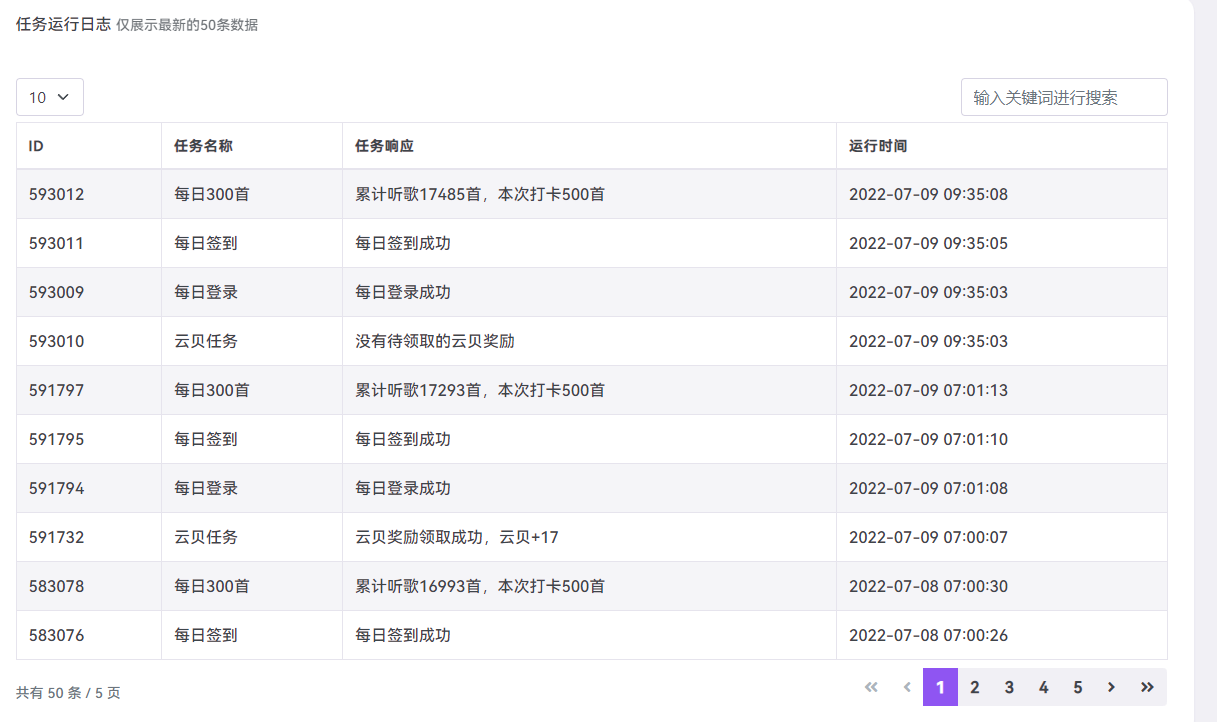 任务运行日志 仅展示最新的50条数据
10 输入关键词进行搜索
ID 任务名称 任务响应 运行时间
593012 每日300首 累计听歌17485首，本次打卡500首 2022-07-09 09:35:08
593011 每日签到 每日签到成功 2022-07-09 09:35:05
593009 每日登录 每日登录成功 2022-07-09 09:35:03
593010 云贝任务 没有待领取的云贝奖励 2022-07-09 09:35:03
591797 每日300首 累计听歌17293首，本次打卡500首 2022-07-09 07:01:13
591795 每日签到 每日签到成功 2022-07-09 07:01:10
591794 每日登录 每日登录成功 2022-07-09 07:01:08
591732 云贝任务 云贝奖励领取成功，云贝+17 2022-07-09 07:00:07
583078 每日300首 累计听歌16993首，本次打卡500首 2022-07-08 07:00:30
583076 每日签到 每日签到成功 2022-07-08 07:00:26
共有 50 条 / 5 页 « ‹ 1 2 3 4 5 › »